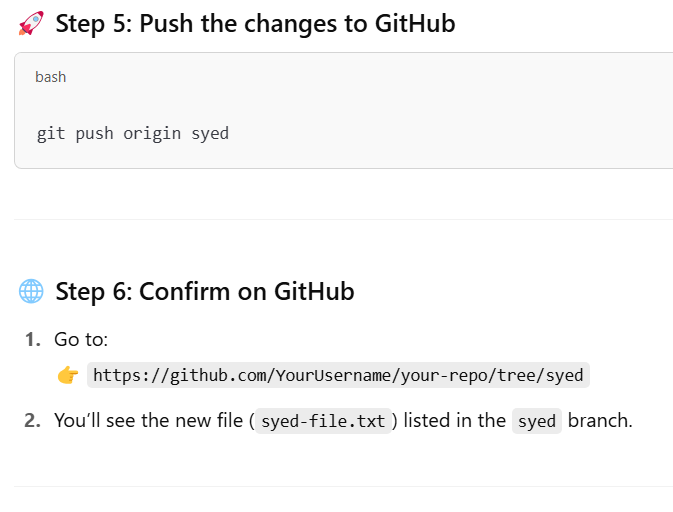 🚀 Step 5: Push the changes to GitHub
bash
git push origin syed
🌐 Step 6: Confirm on GitHub
1. Go to:
👉 https://github.com/YourUsername/your-repo/tree/syed
2. You’ll see the new file (syed-file.txt) listed in the syed branch.